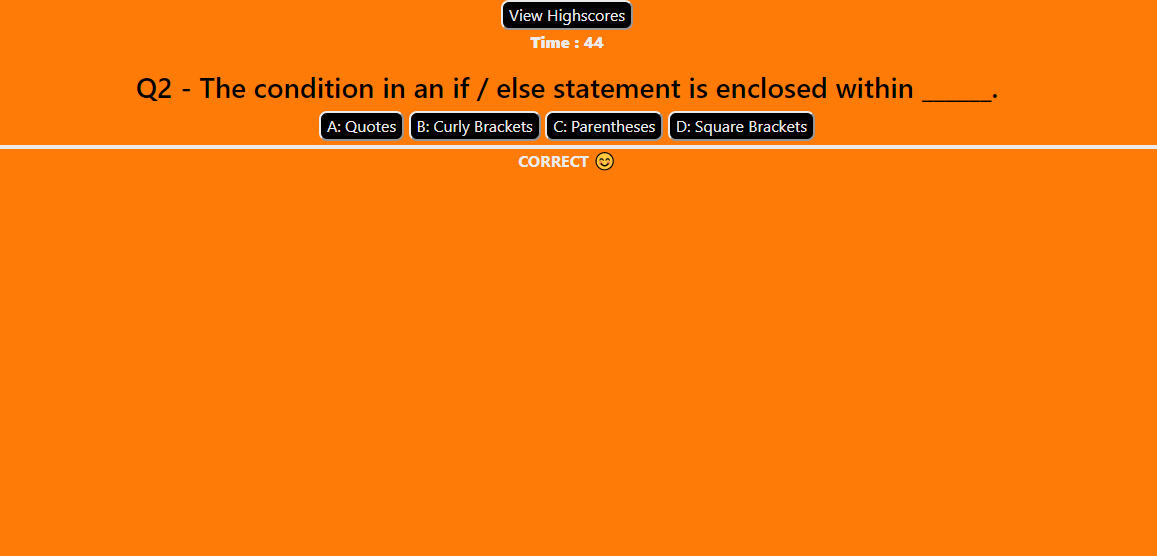 View Highscores
Time : 44
Q2 - The condition in an if / else statement is enclosed within ______.
A: Quotes B: Curly Brackets C: Parentheses D: Square Brackets
CORRECT 😊